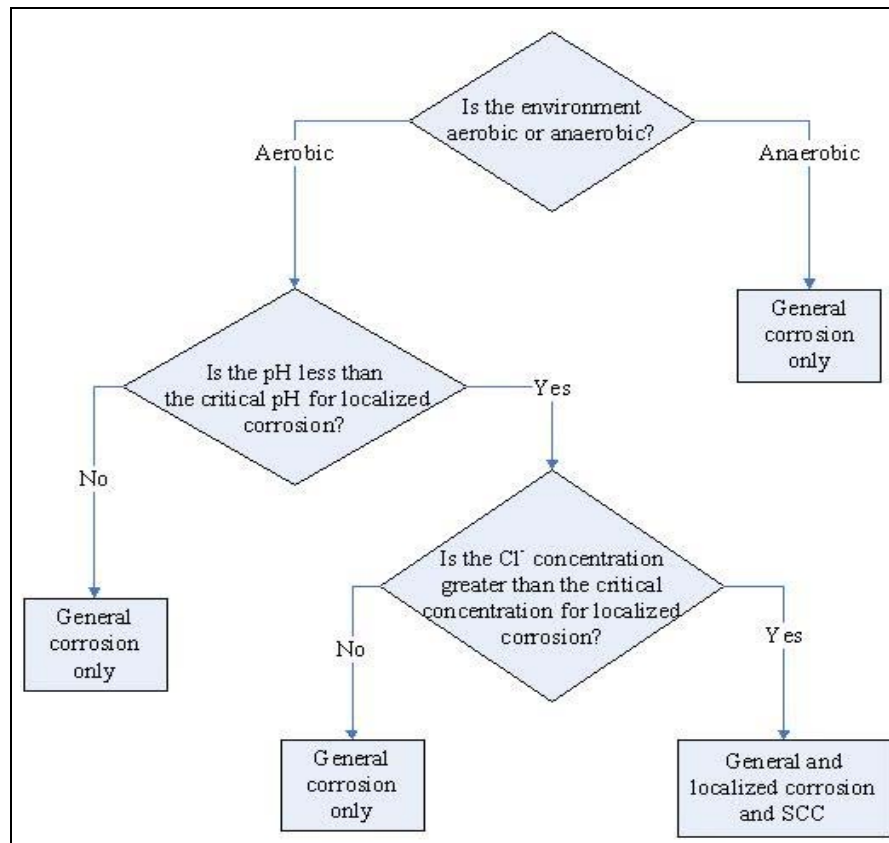 Is the environment
aerobic or anaerobic?
Aerobic
Anaerobic
General
corrosion
only
Is the pH less than
the critical pH for localized
corrosion?
Yes
No
Is the Cl⁻ concentration
greater than the critical
concentration for localized
corrosion?
General
corrosion
only
No
Yes
General
corrosion
only
General and
localized corrosion
and SCC